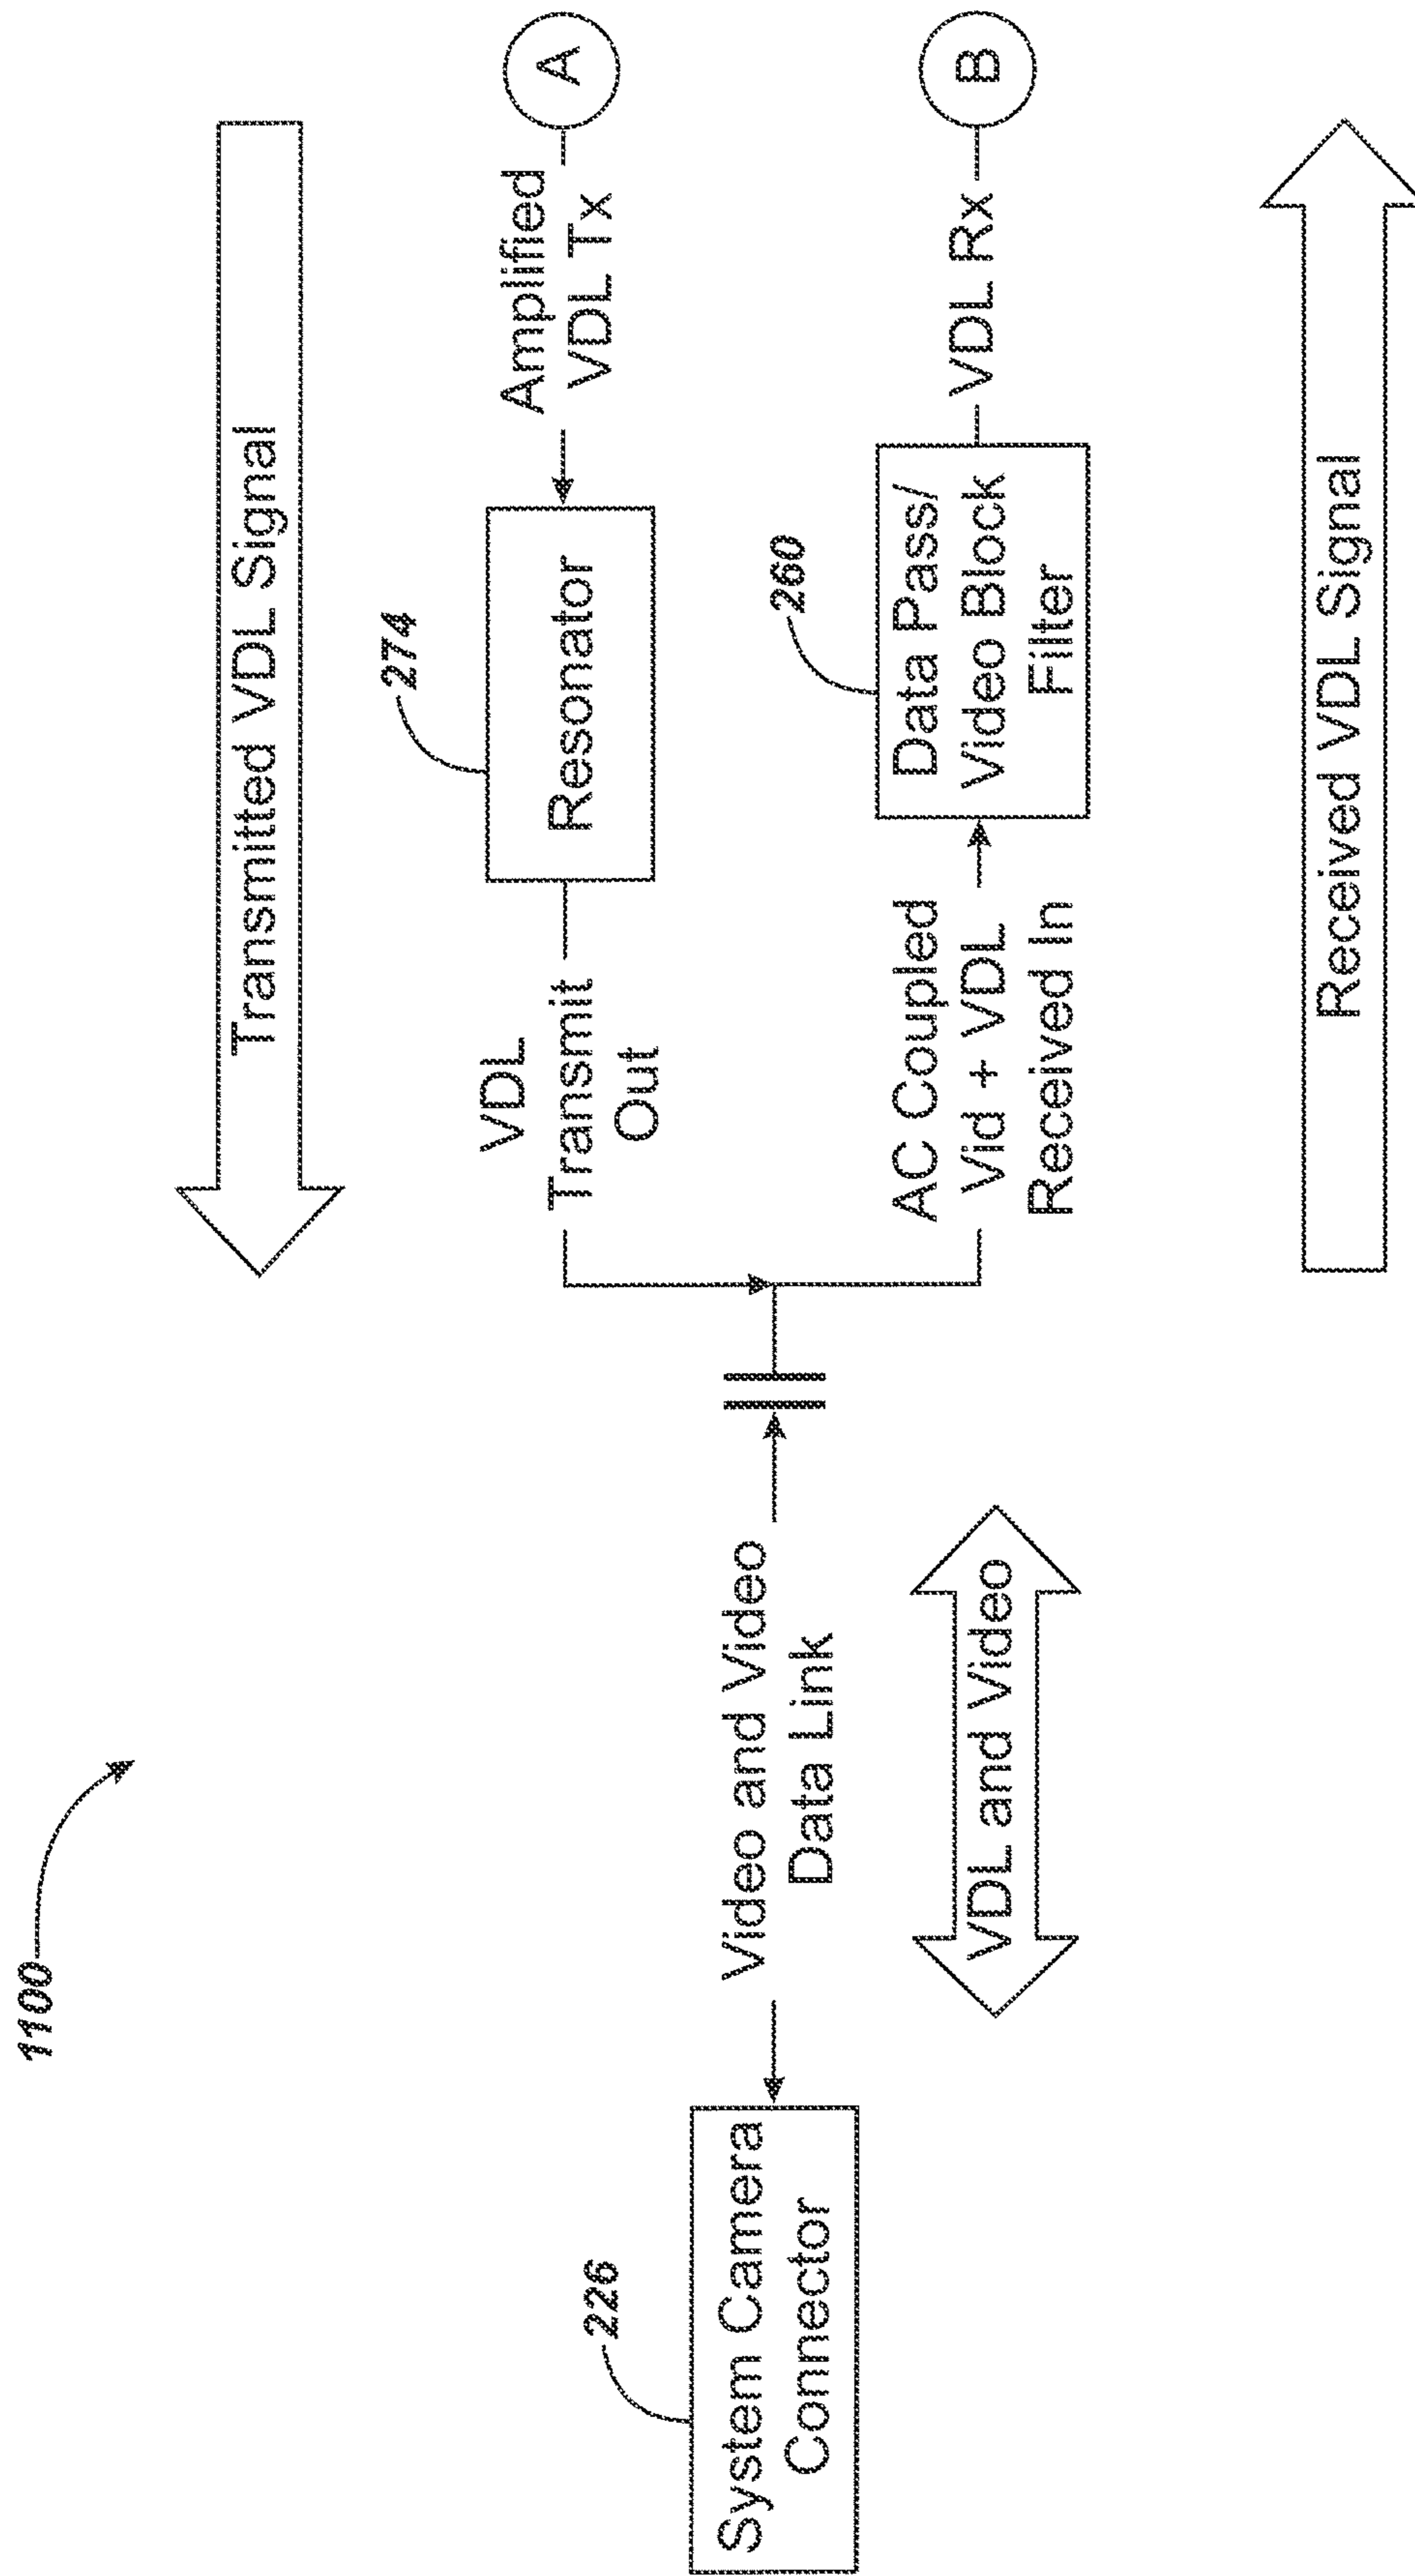 1100
Transmitted VDL Signal
274
A
Amplified
VDL Tx
Resonator
VDL
Transmit
Out
226
System Camera
Connector
Video and Video
Data Link
VDL and Video
260
B
VDL Rx
Data Pass/
Video Block
Filter
AC Coupled
Vid + VDL
Received In
Received VDL Signal